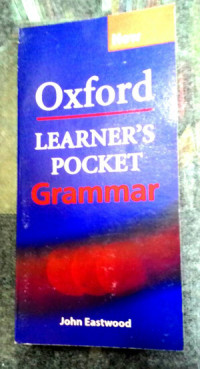 New
Oxford
LEARNER'S
POCKET
Grammar
John Eastwood